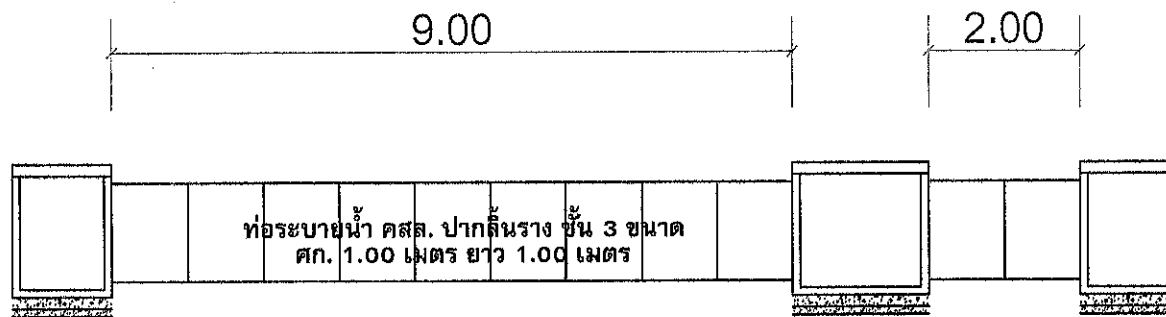 9.00
2.00
ท่อระบายน้ำ คสล. ปากลิ้นราง ชั้น 3 ขนาด
ศก. 1.00 เมตร ยาว 1.00 เมตร